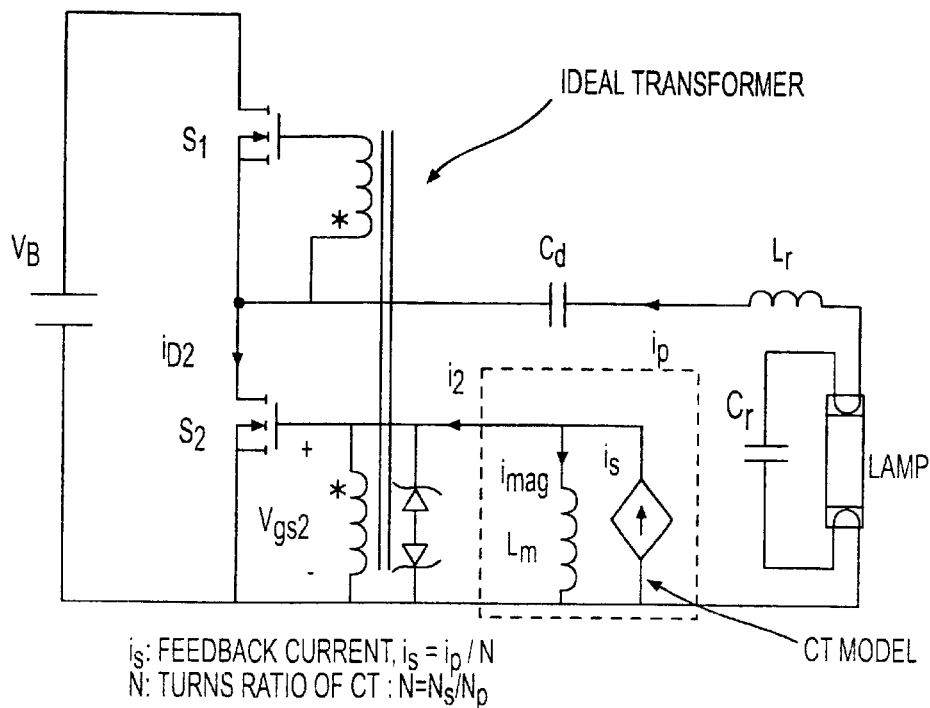 IDEAL TRANSFORMER
S1
*
VB
Cd
Lr
iD2
ip
i2
Cr
S2
+
is
imag
LAMP
*
Vgs2
Lm
-
CT MODEL
is: FEEDBACK CURRENT, is = ip / N
N: TURNS RATIO OF CT : N=Ns/Np